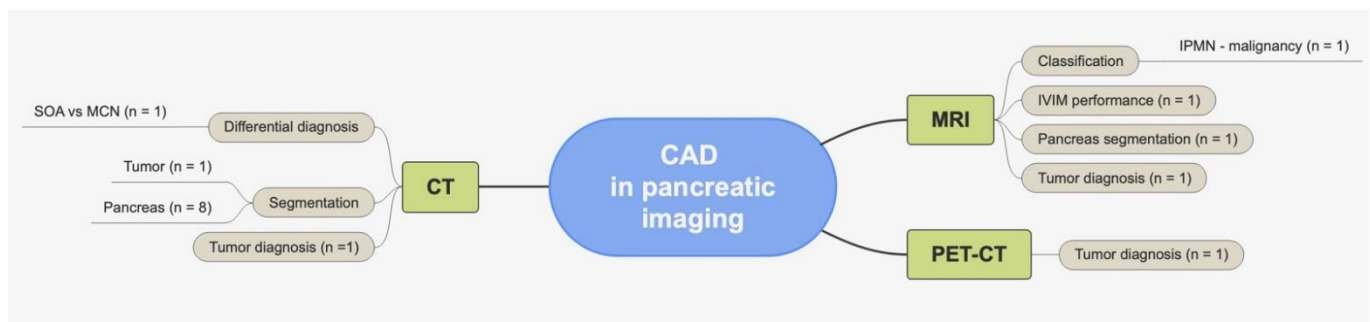 CAD
in pancreatic
imaging
CT
Differential diagnosis
SOA vs MCN (n = 1)
Segmentation
Tumor (n = 1)
Pancreas (n = 8)
Tumor diagnosis (n =1)
MRI
Classification
IPMN - malignancy (n = 1)
IVIM performance (n = 1)
Pancreas segmentation (n = 1)
Tumor diagnosis (n = 1)
PET-CT
Tumor diagnosis (n = 1)